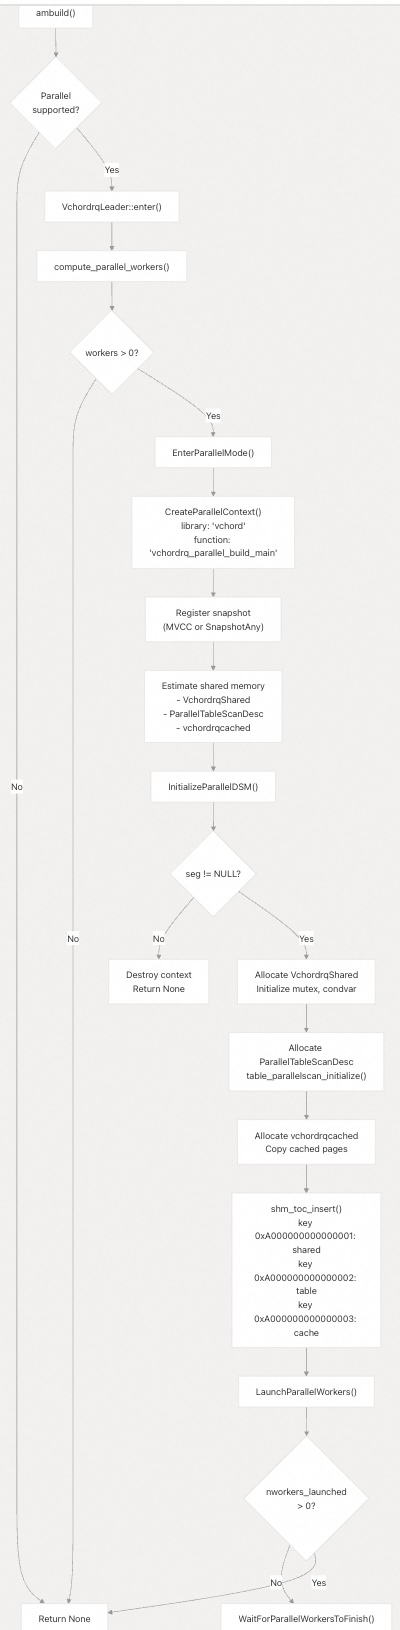 ambuild()
Parallel
supported?
Yes
VchordrqLeader::enter()
compute_parallel_workers()
workers > 0?
Yes
EnterParallelMode()
CreateParallelContext()
library: 'vchord'
function:
'vchordrq_parallel_build_main'
Register snapshot
(MVCC or SnapshotAny)
Estimate shared memory
- VchordrqShared
- ParallelTableScanDesc
- vchordrqcached
No
InitializeParallelDSM()
seg != NULL?
No
No
Yes
Destroy context
Return None
Allocate VchordrqShared
Initialize mutex, condvar
Allocate
ParallelTableScanDesc
table_parallelscan_initialize()
Allocate vchordrqcached
Copy cached pages
shm_toc_insert()
key
0xA000000000000001:
shared
key
0xA000000000000002:
table
key
0xA000000000000003:
cache
LaunchParallelWorkers()
nworkers_launched
> 0?
No
Yes
Return None
WaitForParallelWorkersToFinish()